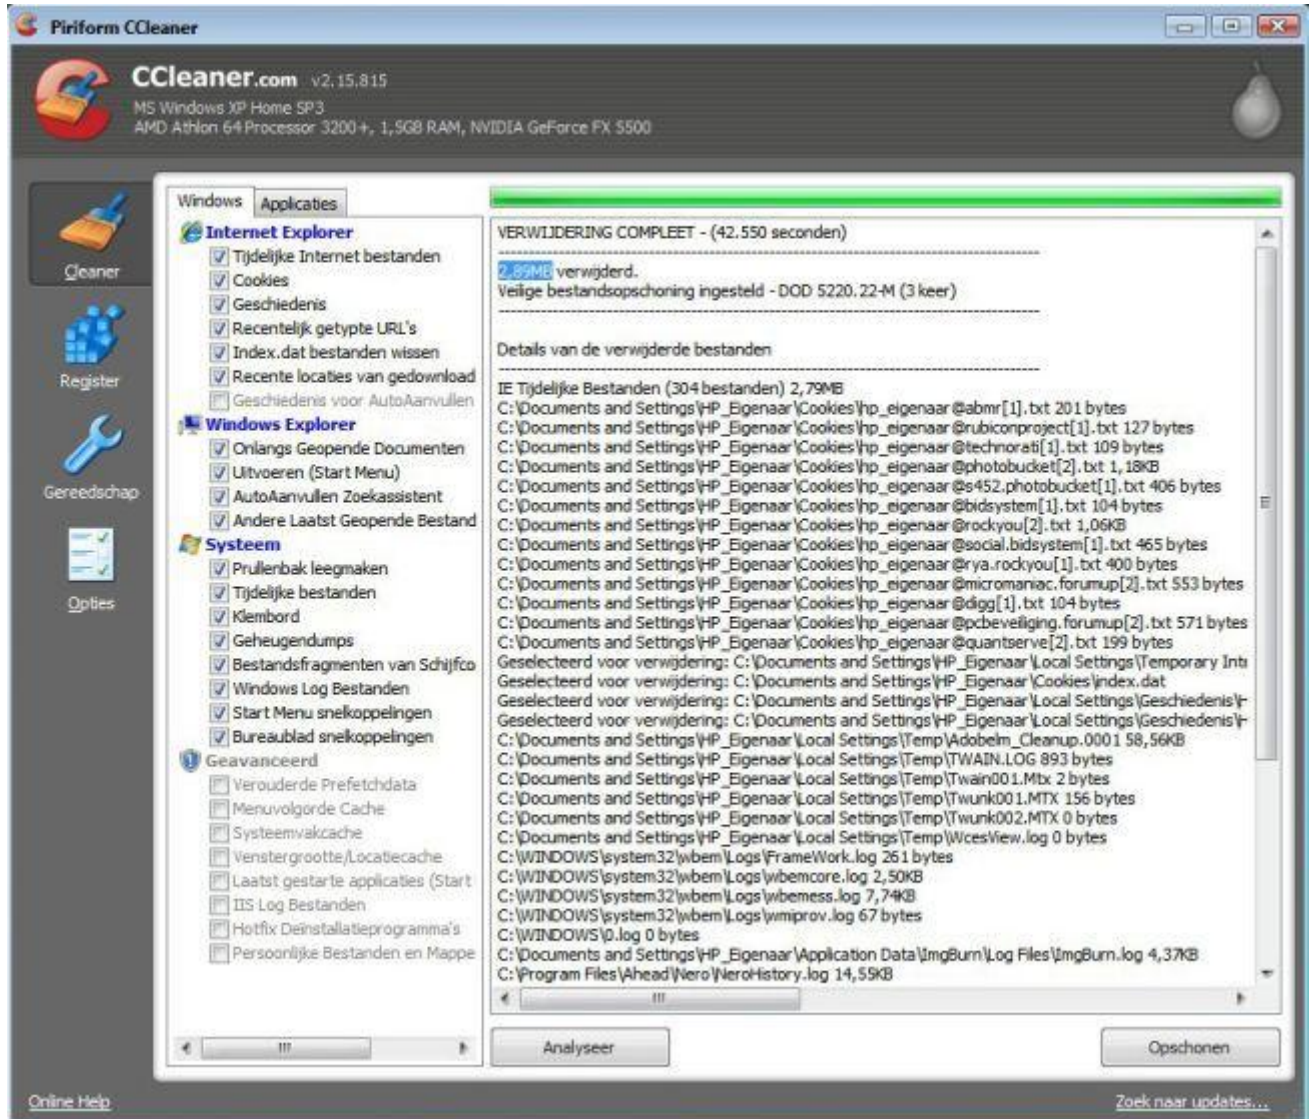 Piriform CCleaner
CCleaner.com v2.15.815
MS Windows XP Home SP3
AMD Athlon 64 Processor 3200+, 1,5GB RAM, NVIDIA GeForce FX 5500
Cleaner
Register
Gereedschap
Opties
Windows Applicaties
Internet Explorer
Tijdelijke Internet bestanden
Cookies
Geschiedenis
Recentelijk getypte URL's
Index.dat bestanden wissen
Recente locaties van gedownload
Geschiedenis voor AutoAanvullen
Windows Explorer
Onlangs Geopende Documenten
Uitvoeren (Start Menu)
AutoAanvullen Zoekassistent
Andere Laatst Geopende Bestand
Systeem
Prullenbak leegmaken
Tijdelijke bestanden
Klembord
Geheugendumps
Bestandsfragmenten van Schijfco
Windows Log Bestanden
Start Menu snelkoppelingen
Bureaublad snelkoppelingen
Geavanceerd
Verouderde Prefetchdata
Menuvolgorde Cache
Systeemvakcache
Venstergrootte/Locatiecache
Laatst gestarte applicaties (Start
IIS Log Bestanden
Hotfix Deïnstallatieprogramma's
Persoonlijke Bestanden en Mappe
VERWIJDERING COMPLEET - (42.550 seconden)
2,89MB verwijderd.
Veilige bestandsopschoning ingesteld - DOD 5220.22-M (3 keer)
Details van de verwijderde bestanden
IE Tijdelijke Bestanden (304 bestanden) 2,79MB
C:\Documents and Settings\HP_Eigenaar\Cookies\hp_eigenaar@abmr[1].txt 201 bytes
C:\Documents and Settings\HP_Eigenaar\Cookies\hp_eigenaar@rubiconproject[1].txt 127 bytes
C:\Documents and Settings\HP_Eigenaar\Cookies\hp_eigenaar@technorati[1].txt 109 bytes
C:\Documents and Settings\HP_Eigenaar\Cookies\hp_eigenaar@photobucket[2].txt 1,18KB
C:\Documents and Settings\HP_Eigenaar\Cookies\hp_eigenaar@s452.photobucket[1].txt 406 bytes
C:\Documents and Settings\HP_Eigenaar\Cookies\hp_eigenaar@bidsystem[1].txt 104 bytes
C:\Documents and Settings\HP_Eigenaar\Cookies\hp_eigenaar@rockyou[2].txt 1,06KB
C:\Documents and Settings\HP_Eigenaar\Cookies\hp_eigenaar@social.bidsystem[1].txt 465 bytes
C:\Documents and Settings\HP_Eigenaar\Cookies\hp_eigenaar@rya.rockyou[1].txt 400 bytes
C:\Documents and Settings\HP_Eigenaar\Cookies\hp_eigenaar@micromaniac.forumup[2].txt 553 bytes
C:\Documents and Settings\HP_Eigenaar\Cookies\hp_eigenaar@digg[1].txt 104 bytes
C:\Documents and Settings\HP_Eigenaar\Cookies\hp_eigenaar@pcbeveiliging.forumup[2].txt 571 bytes
C:\Documents and Settings\HP_Eigenaar\Cookies\hp_eigenaar@quantserve[2].txt 199 bytes
Geselecteerd voor verwijdering: C:\Documents and Settings\HP_Eigenaar\Local Settings\Temporary Int
Geselecteerd voor verwijdering: C:\Documents and Settings\HP_Eigenaar\Cookies\index.dat
Geselecteerd voor verwijdering: C:\Documents and Settings\HP_Eigenaar\Local Settings\Geschiedenis\
Geselecteerd voor verwijdering: C:\Documents and Settings\HP_Eigenaar\Local Settings\Geschiedenis\
C:\Documents and Settings\HP_Eigenaar\Local Settings\Temp\Adobelm_Cleanup.0001 58,56KB
C:\Documents and Settings\HP_Eigenaar\Local Settings\Temp\TWAIN.LOG 893 bytes
C:\Documents and Settings\HP_Eigenaar\Local Settings\Temp\Twain001.Mtx 2 bytes
C:\Documents and Settings\HP_Eigenaar\Local Settings\Temp\Twunk001.MTX 156 bytes
C:\Documents and Settings\HP_Eigenaar\Local Settings\Temp\Twunk002.MTX 0 bytes
C:\Documents and Settings\HP_Eigenaar\Local Settings\Temp\WcesView.log 0 bytes
C:\WINDOWS\system32\wbem\Logs\FrameWork.log 261 bytes
C:\WINDOWS\system32\wbem\Logs\wbemcore.log 2,50KB
C:\WINDOWS\system32\wbem\Logs\wbemess.log 7,74KB
C:\WINDOWS\system32\wbem\Logs\wmiprov.log 67 bytes
C:\WINDOWS\0.log 0 bytes
C:\Documents and Settings\HP_Eigenaar\Application Data\ImgBurn\Log Files\ImgBurn.log 4,37KB
C:\Program Files\Ahead\Nero\NeroHistory.log 14,55KB
Analyseer
Opschonen
Online Help
Zoek naar updates...